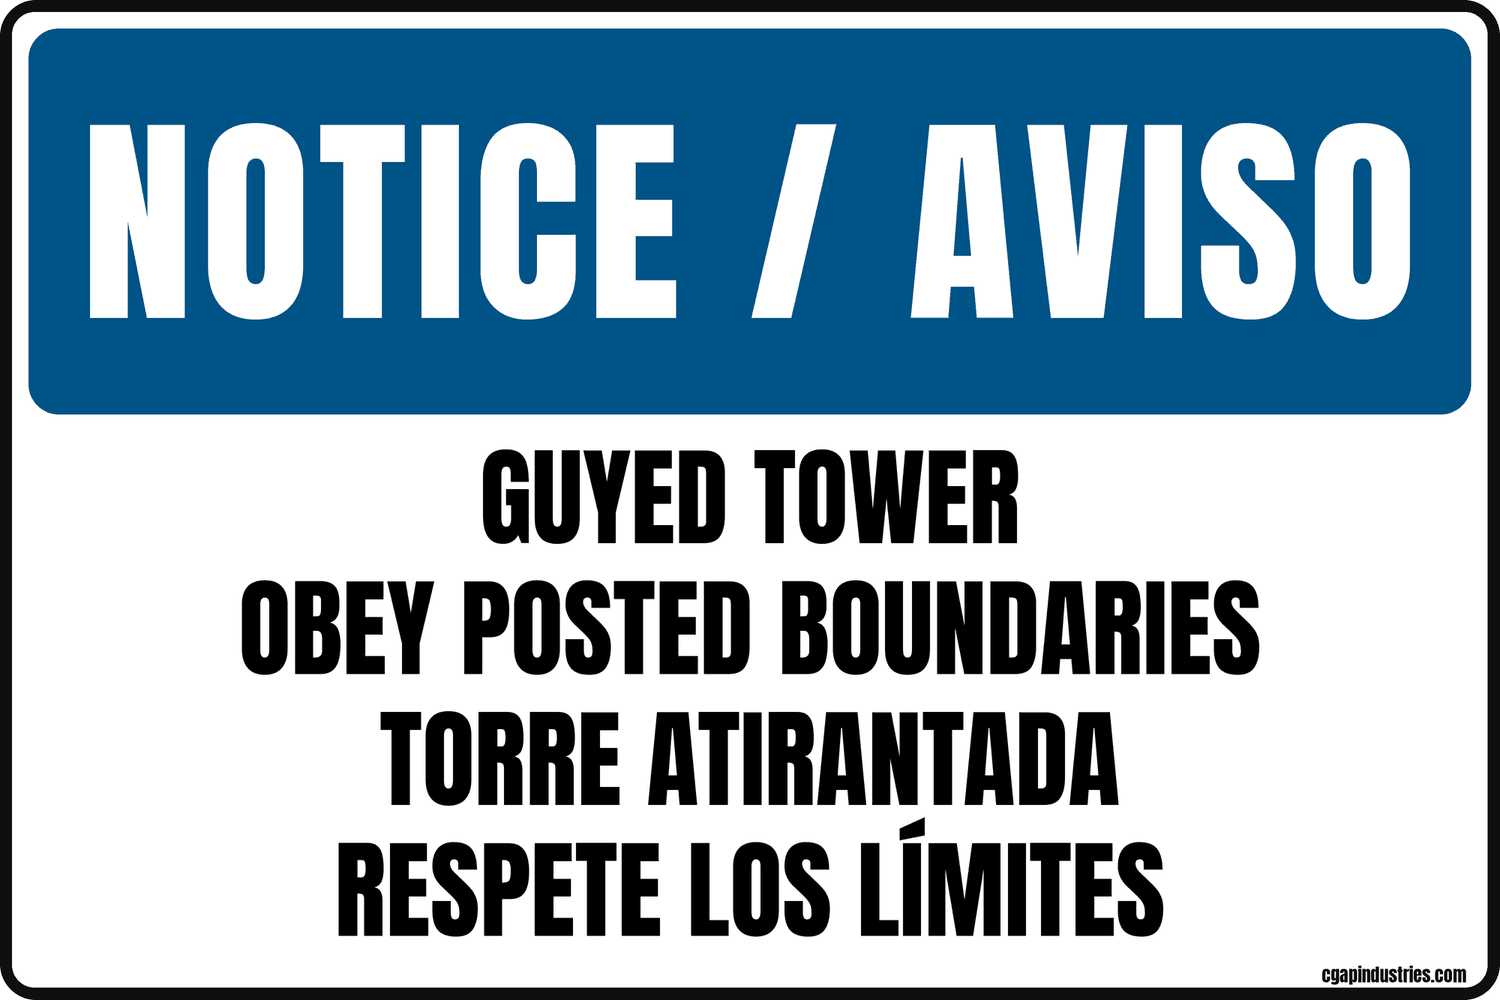 NOTICE / AVISO
GUYED TOWER
OBEY POSTED BOUNDARIES
TORRE ATIRANTADA
RESPETE LOS LÍMITES
cgapindustries.com